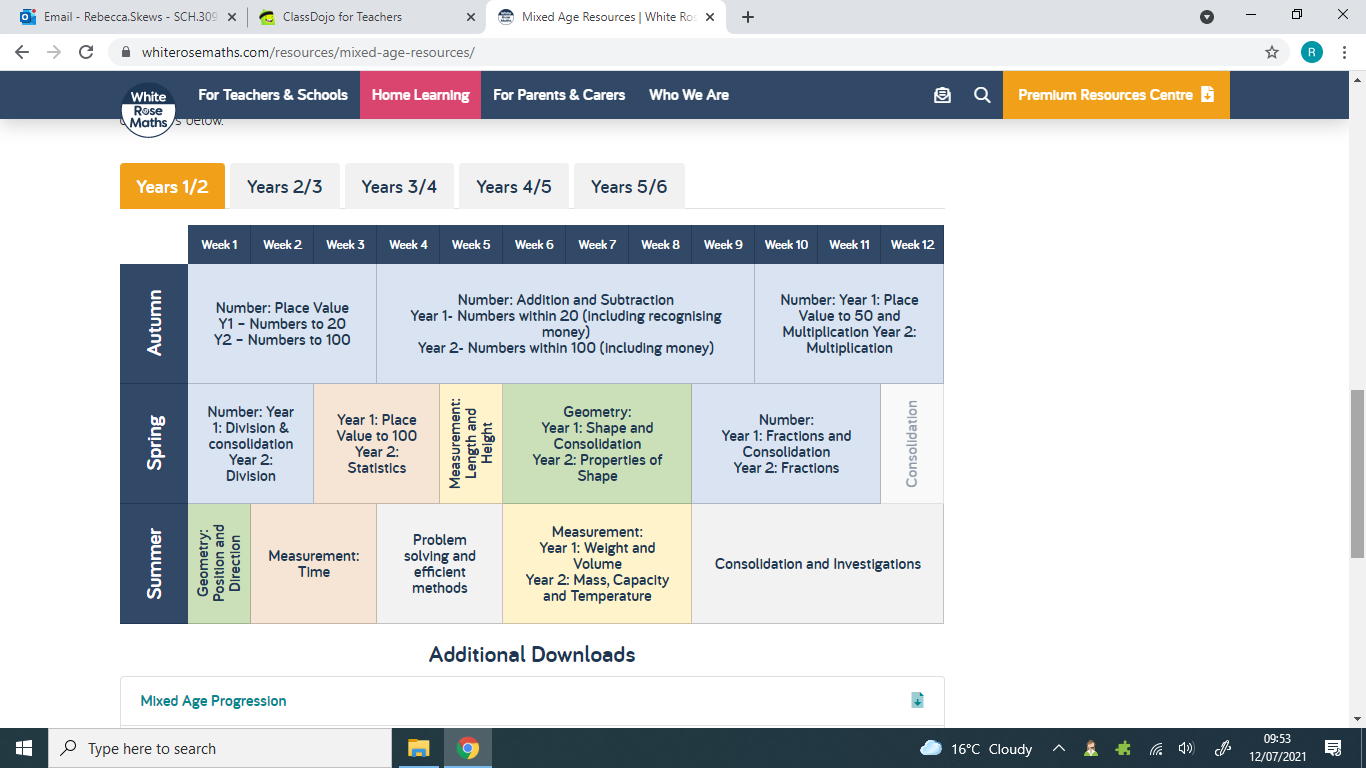 Email - Rebecca.Skews - SCH.309
ClassDojo for Teachers
Mixed Age Resources | White Ros
whiterosemaths.com/resources/mixed-age-resources/
R
White
Rose
Maths
For Teachers & Schools
Home Learning
For Parents & Carers
Who We Are
Premium Resources Centre
s below.
Years 1/2
Years 2/3
Years 3/4
Years 4/5
Years 5/6
Week 1
Week 2
Week 3
Week 4
Week 5
Week 6
Week 7
Week 8
Week 9
Week 10
Week 11
Week 12
Autumn
Number: Place Value
Y1 – Numbers to 20
Y2 – Numbers to 100
Number: Addition and Subtraction
Year 1- Numbers within 20 (including recognising
money)
Year 2- Numbers within 100 (including money)
Number: Year 1: Place
Value to 50 and
Multiplication Year 2:
Multiplication
Spring
Number: Year
1: Division &
consolidation
Year 2:
Division
Year 1: Place
Value to 100
Year 2:
Statistics
Measurement:
Length and
Height
Geometry:
Year 1: Shape and
Consolidation
Year 2: Properties of
Shape
Number:
Year 1: Fractions and
Consolidation
Year 2: Fractions
Consolidation
Summer
Geometry:
Position and
Direction
Measurement:
Time
Problem
solving and
efficient
methods
Measurement:
Year 1: Weight and
Volume
Year 2: Mass, Capacity
and Temperature
Consolidation and Investigations
Additional Downloads
Mixed Age Progression
Type here to search
16°C Cloudy
09:53
12/07/2021